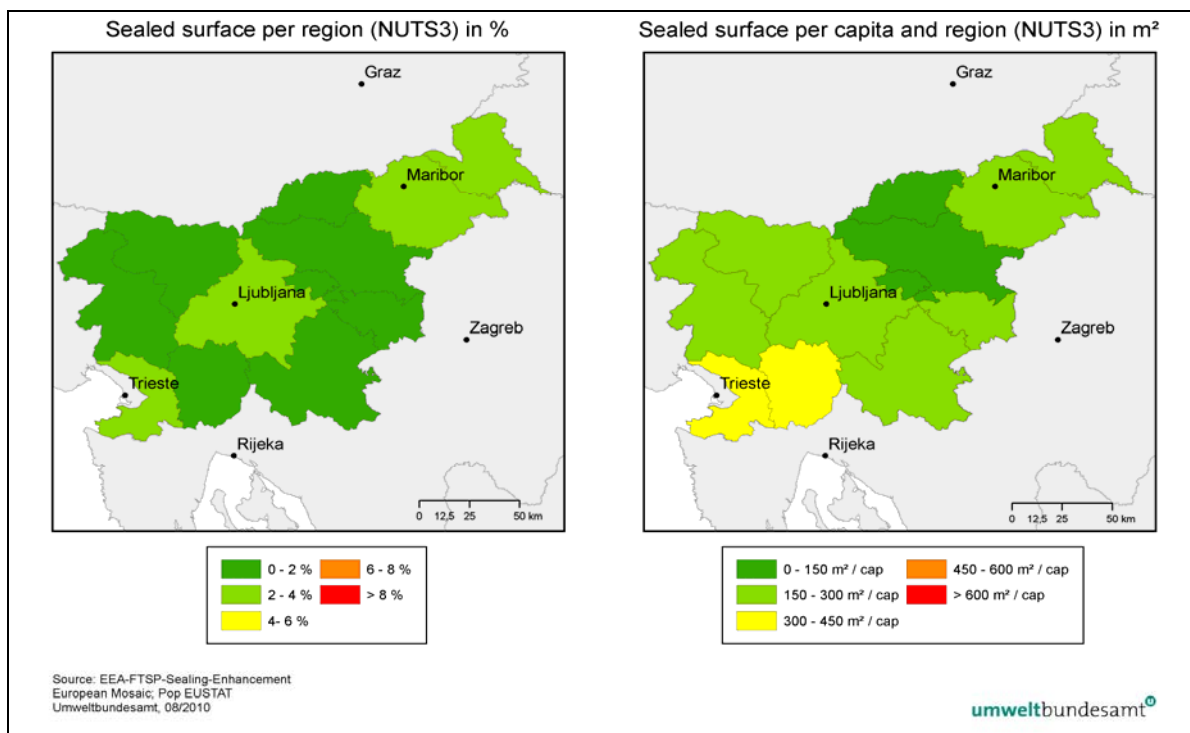 Sealed surface per region (NUTS3) in %
Graz
Maribor
Ljubljana
Zagreb
Trieste
Rijeka
0 12,5 25 50 km
0 - 2 % 6 - 8 %
2 - 4 % > 8 %
4- 6 %
Sealed surface per capita and region (NUTS3) in m²
Graz
Maribor
Ljubljana
Zagreb
Trieste
Rijeka
0 12,5 25 50 km
0 - 150 m² / cap 450 - 600 m² / cap
150 - 300 m² / cap > 600 m² / cap
300 - 450 m² / cap
Source: EEA-FTSP-Sealing-Enhancement
European Mosaic; Pop EUSTAT
Umweltbundesamt, 08/2010
umweltbundesamt u